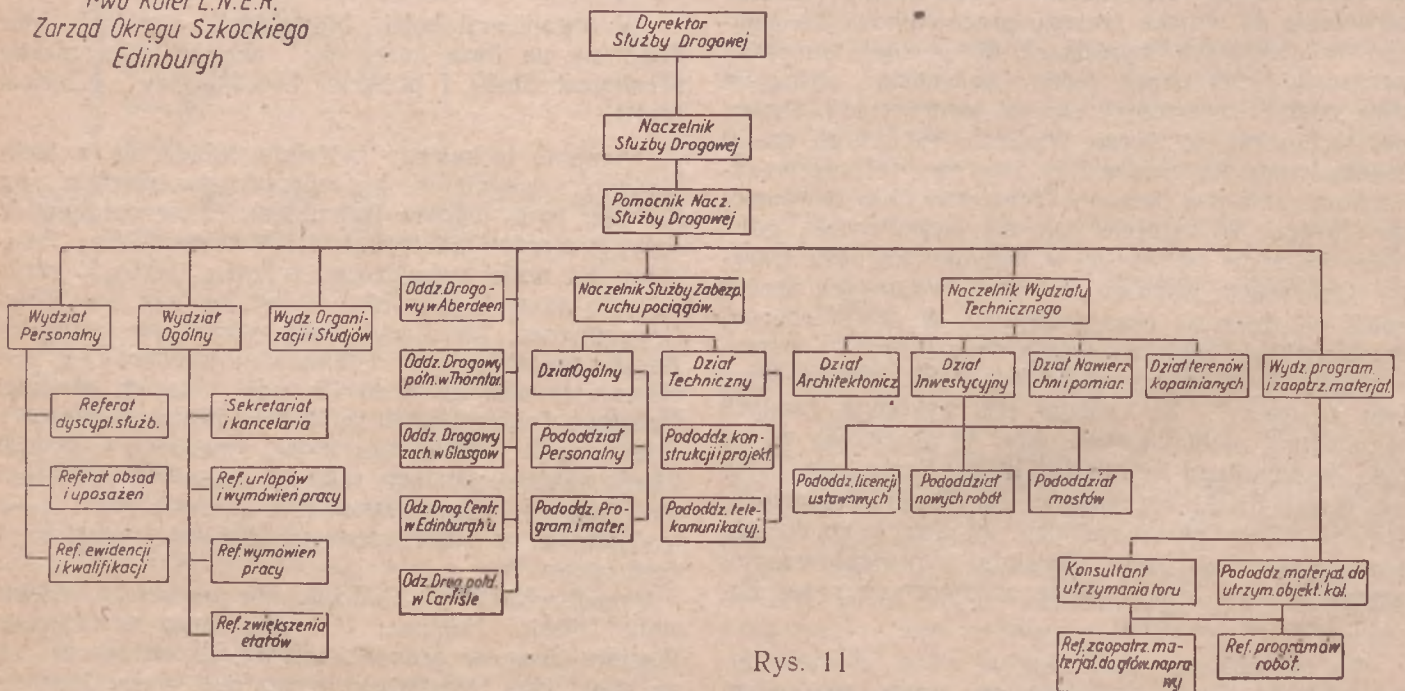 T-wo Kolei L.N.E.R.
Zarząd Okręgu Szkockiego
Edinburgh
Dyrektor
Służby Drogowej
Naczelnik
Służby Drogowej
Pomocnik Nacz.
Służby Drogowej
Wydział
Personalny
Referat
dyscypl. służb.
Referat obsad
i uposażeń
Ref. ewidencji
i kwalifikacji
Wydział
Ogólny
Sekretariat
i kancelaria
Ref. urlopów
i wymówień pracy
Ref. wymówien
pracy
Ref. zwiększenia
etatów
Wydz. Organi-
zacji i Studjów
Oddz. Drogo-
wy w Aberdeen
Oddz. Drogowy
półn. w Thornton
Oddz. Drogowy
zach. w Glasgow
Odz. Drog. Centr.
w Edinburgh'u
Odz. Drog. połd.
w Carlisle
Naczelnik Służby Zabezp.
ruchu pociągów.
Dział Ogólny
Pododdział
Personalny
Pododdz. Pro-
gram. i mater.
Dział
Techniczny
Pododdz. kon-
strukcji i projekt.
Pododdz. tele-
komunikacyj.
Naczelnik Wydziału
Technicznego
Dział
Architektonicz
Dział
Inwestycyjny
Pododdz. licencji
ustawowych
Pododdział
nowych robót
Pododdział
mostów
Dział Nawierz
chni i pomiar.
Dział terenów
kopalnianych
Wydz. program.
i zaoptrz. materjał.
Konsultant
utrzymania toru
Pododdz. materjał. do
utrzym. objekt. kol.
Ref. zaopatrz. ma-
terjał. do głów. napra
wy
Ref. programów
robót.
Rys. 11